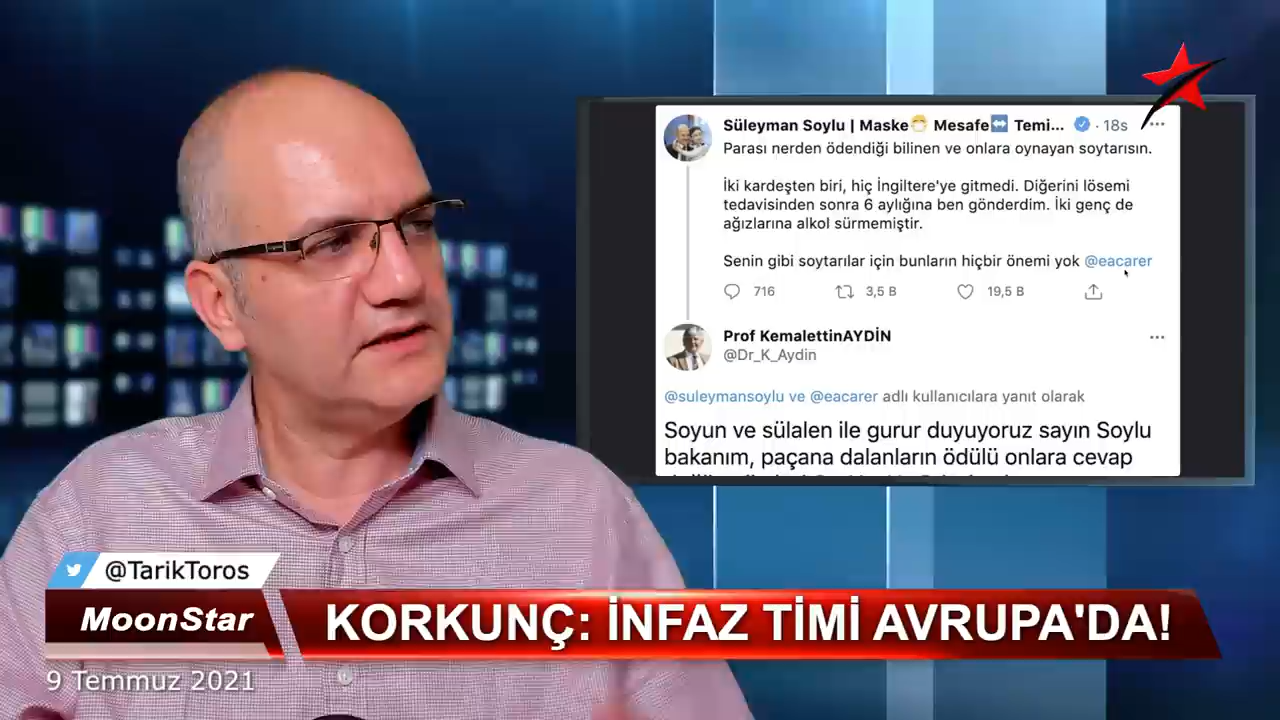 Süleyman Soylu | Maske😷 Mesafe↔️ Temi... · 18s ...
Parası nerden ödendiği bilinen ve onlara oynayan soytarısın.
İki kardeşten biri, hiç İngiltere'ye gitmedi. Diğerini lösemi
tedavisinden sonra 6 aylığına ben gönderdim. İki genç de
ağızlarına alkol sürmemiştir.
Senin gibi soytarılar için bunların hiçbir önemi yok @eacarer
716 3,5 B 19,5 B
Prof KemalettinAYDİN ...
@Dr_K_Aydin
@suleymansoylu ve @eacarer adlı kullanıcılara yanıt olarak
Soyun ve sülalen ile gurur duyuyoruz sayın Soylu
bakanım, paçana dalanların ödülü onlara cevap
@TarikToros
MoonStar
KORKUNÇ: İNFAZ TİMİ AVRUPA'DA!
9 Temmuz 2021